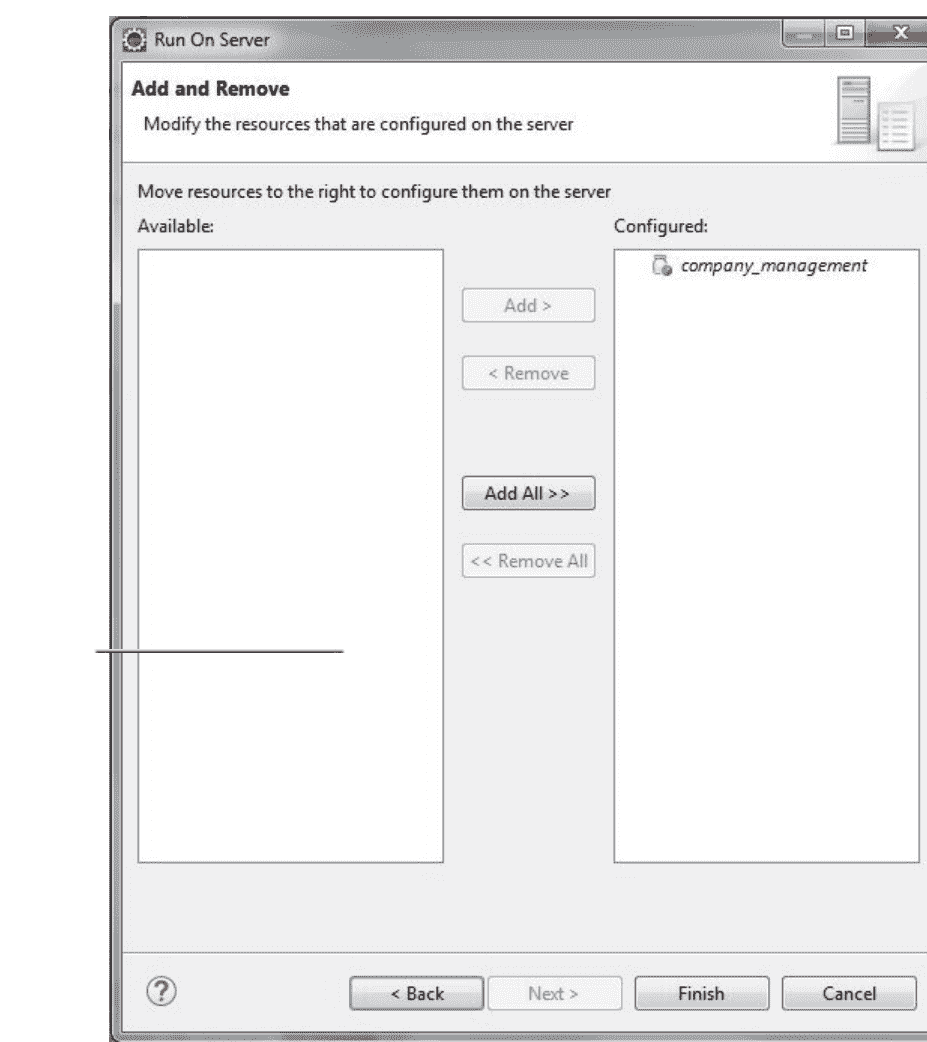 Run On Server
Add and Remove
Modify the resources that are configured on the server
Move resources to the right to configure them on the server
Available:
Configured:
company_management
Add >
< Remove
Add All >>
<< Remove All
?
< Back
Next >
Finish
Cancel